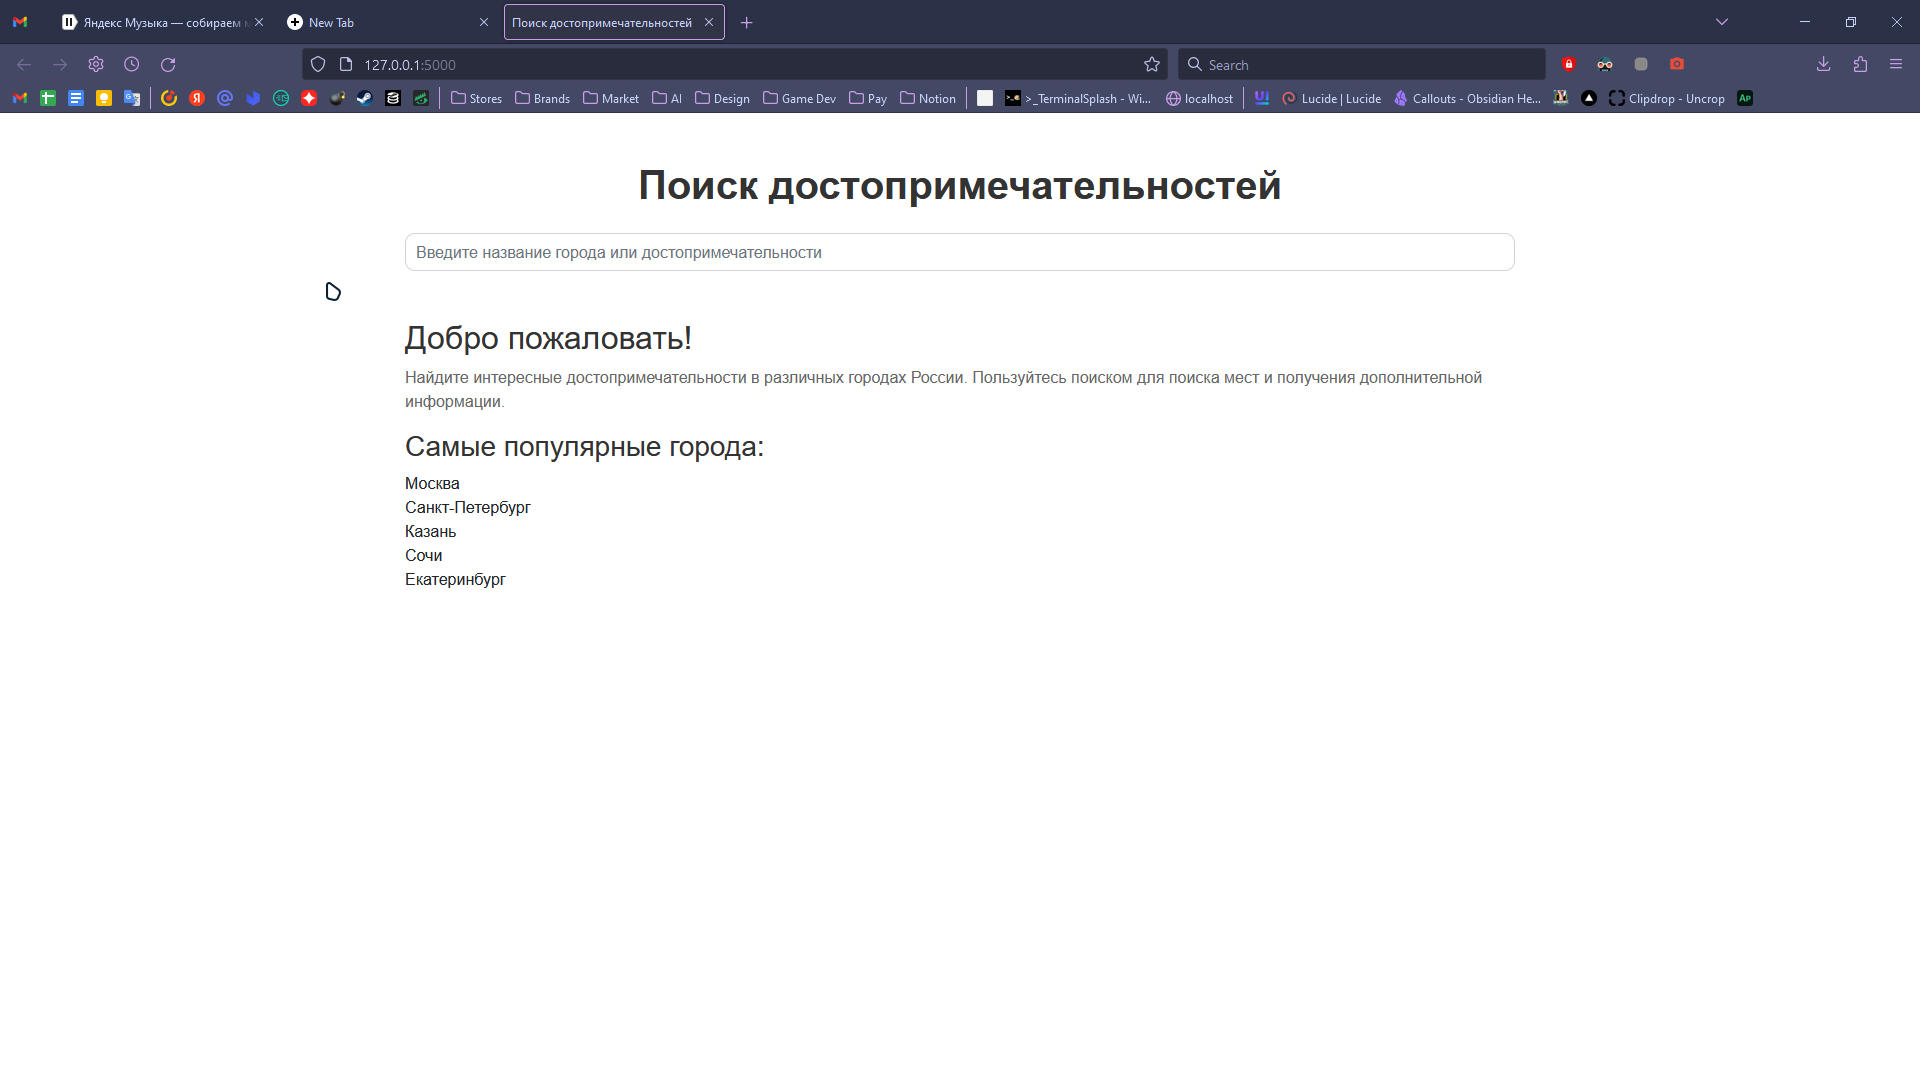 Яндекс Музыка — собираем м
New Tab
Поиск достопримечательностей
127.0.0.1:5000
Search
Stores Brands Market AI Design Game Dev Pay Notion >_TerminalSplash - Wi... localhost Lucide | Lucide Callouts - Obsidian He... Clipdrop - Uncrop
Поиск достопримечательностей
Введите название города или достопримечательности
Добро пожаловать!
Найдите интересные достопримечательности в различных городах России. Пользуйтесь поиском для поиска мест и получения дополнительной
информации.
Самые популярные города:
Москва
Санкт-Петербург
Казань
Сочи
Екатеринбург